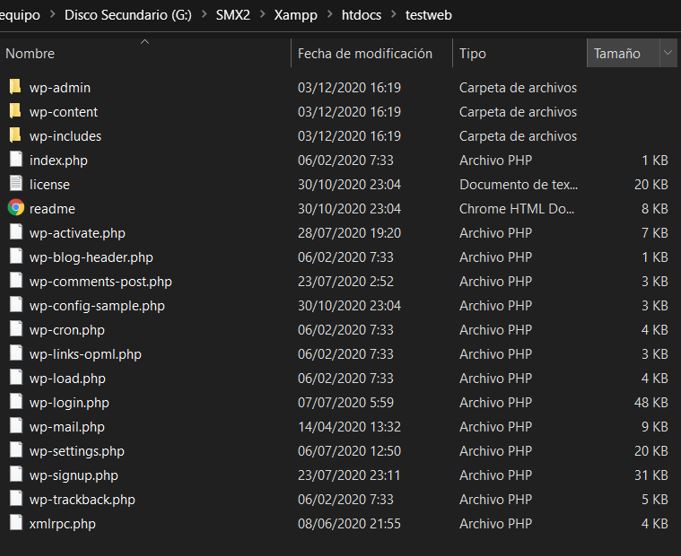 equipo > Disco Secundario (G:) > SMX2 > Xampp > htdocs > testweb
Nombre Fecha de modificación Tipo Tamaño
wp-admin 03/12/2020 16:19 Carpeta de archivos
wp-content 03/12/2020 16:19 Carpeta de archivos
wp-includes 03/12/2020 16:19 Carpeta de archivos
index.php 06/02/2020 7:33 Archivo PHP 1 KB
license 30/10/2020 23:04 Documento de tex... 20 KB
readme 30/10/2020 23:04 Chrome HTML Do... 8 KB
wp-activate.php 28/07/2020 19:20 Archivo PHP 7 KB
wp-blog-header.php 06/02/2020 7:33 Archivo PHP 1 KB
wp-comments-post.php 23/07/2020 2:52 Archivo PHP 3 KB
wp-config-sample.php 30/10/2020 23:04 Archivo PHP 3 KB
wp-cron.php 06/02/2020 7:33 Archivo PHP 4 KB
wp-links-opml.php 06/02/2020 7:33 Archivo PHP 3 KB
wp-load.php 06/02/2020 7:33 Archivo PHP 4 KB
wp-login.php 07/07/2020 5:59 Archivo PHP 48 KB
wp-mail.php 14/04/2020 13:32 Archivo PHP 9 KB
wp-settings.php 06/07/2020 12:50 Archivo PHP 20 KB
wp-signup.php 23/07/2020 23:11 Archivo PHP 31 KB
wp-trackback.php 06/02/2020 7:33 Archivo PHP 5 KB
xmlrpc.php 08/06/2020 21:55 Archivo PHP 4 KB